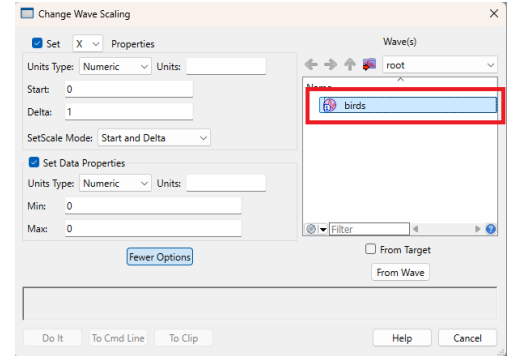 Change Wave Scaling
Set X Properties
Units Type: Numeric Units:
Start: 0
Delta: 1
SetScale Mode: Start and Delta
Set Data Properties
Units Type: Numeric Units:
Min: 0
Max: 0
Fewer Options
Wave(s)
root
Name
birds
Filter
From Target
From Wave
Do It To Cmd Line To Clip Help Cancel